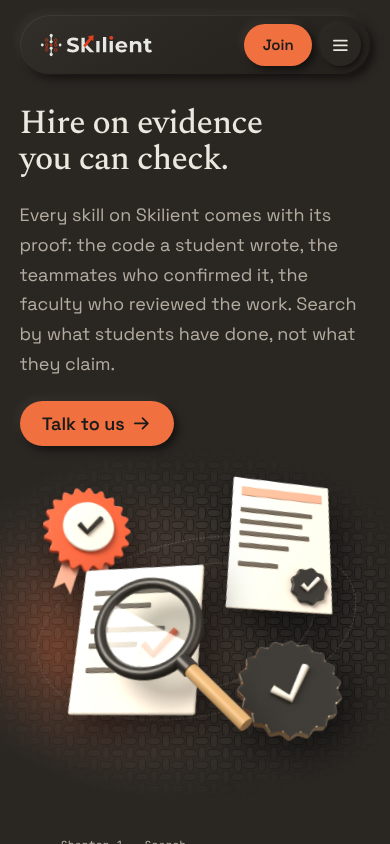 Skilient
Join
Hire on evidence
you can check.
Every skill on Skilient comes with its
proof: the code a student wrote, the
teammates who confirmed it, the
faculty who reviewed the work. Search
by what students have done, not what
they claim.
Talk to us →